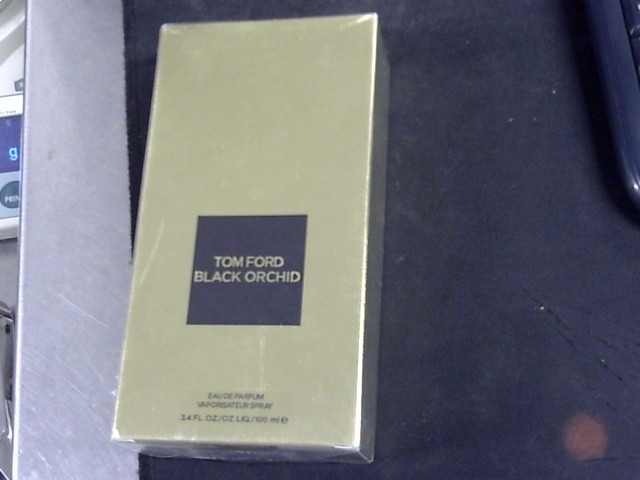 TOM FORD
BLACK ORCHID
EAU DE PARFUM
VAPORISATEUR SPRAY
3.4 FL.OZ./OZ.LIQ./100 ml ℮
g